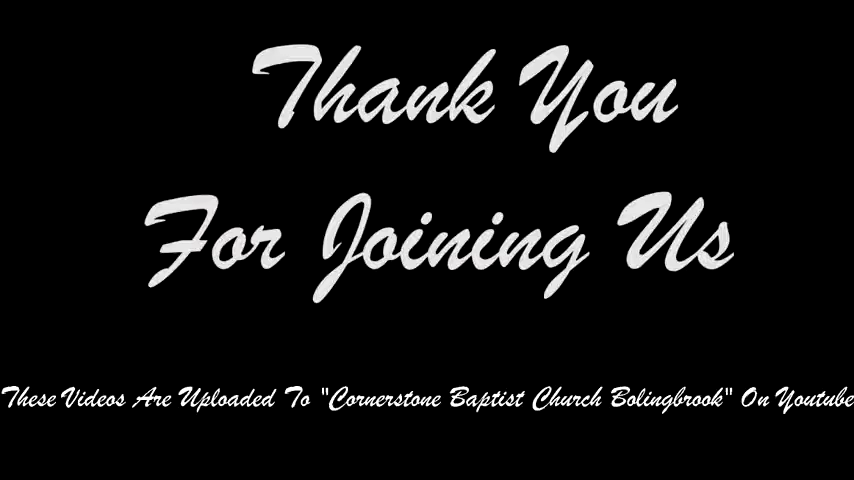 Thank You
For Joining Us
These Videos Are Uploaded To "Cornerstone Baptist Church Bolingbrook" On Youtube